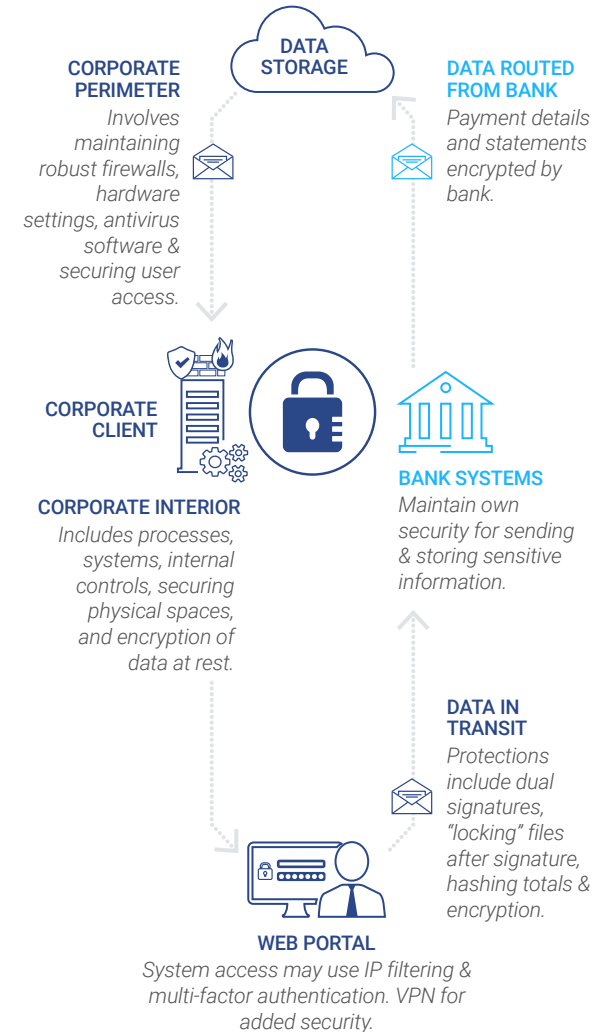 DATA
STORAGE
CORPORATE
PERIMETER
Involves
maintaining
robust firewalls,
hardware
settings, antivirus
software &
securing user
access.
DATA ROUTED
FROM BANK
Payment details
and statements
encrypted by
bank.
CORPORATE
CLIENT
CORPORATE INTERIOR
Includes processes,
systems, internal
controls, securing
physical spaces,
and encryption of
data at rest.
BANK SYSTEMS
Maintain own
security for sending
& storing sensitive
information.
DATA IN
TRANSIT
Protections
include dual
signatures,
“locking” files
after signature,
hashing totals &
encryption.
WEB PORTAL
System access may use IP filtering &
multi-factor authentication. VPN for
added security.